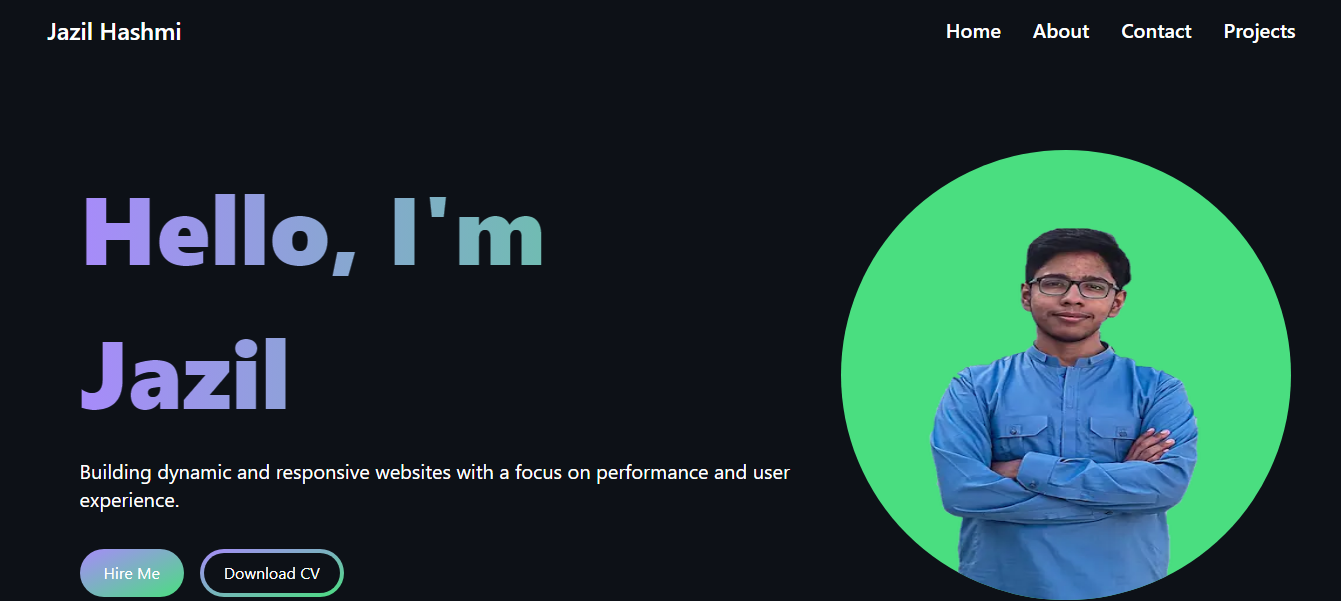 Jazil Hashmi
Home About Contact Projects
Hello, I'm
Jazil
Building dynamic and responsive websites with a focus on performance and user
experience.
Hire Me
Download CV